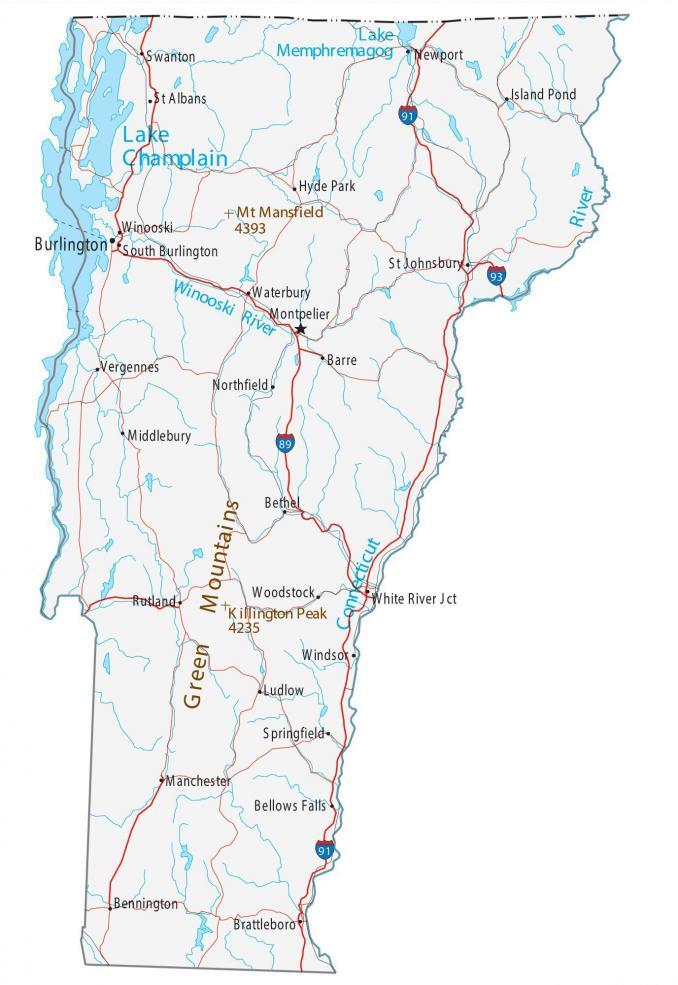 Lake
Memphremagog
Newport
Swanton
St Albans
Island Pond
91
Lake
Champlain
Hyde Park
River
Mt Mansfield
4393
Winooski
Burlington
South Burlington
St Johnsbury
93
Waterbury
Winooski River
Montpelier
Barre
Vergennes
Northfield
Middlebury
89
Bethel
Green Mountains
Connecticut
Woodstock
White River Jct
Rutland
Killington Peak
4235
Windsor
Ludlow
Springfield
Manchester
Bellows Falls
91
Bennington
Brattleboro